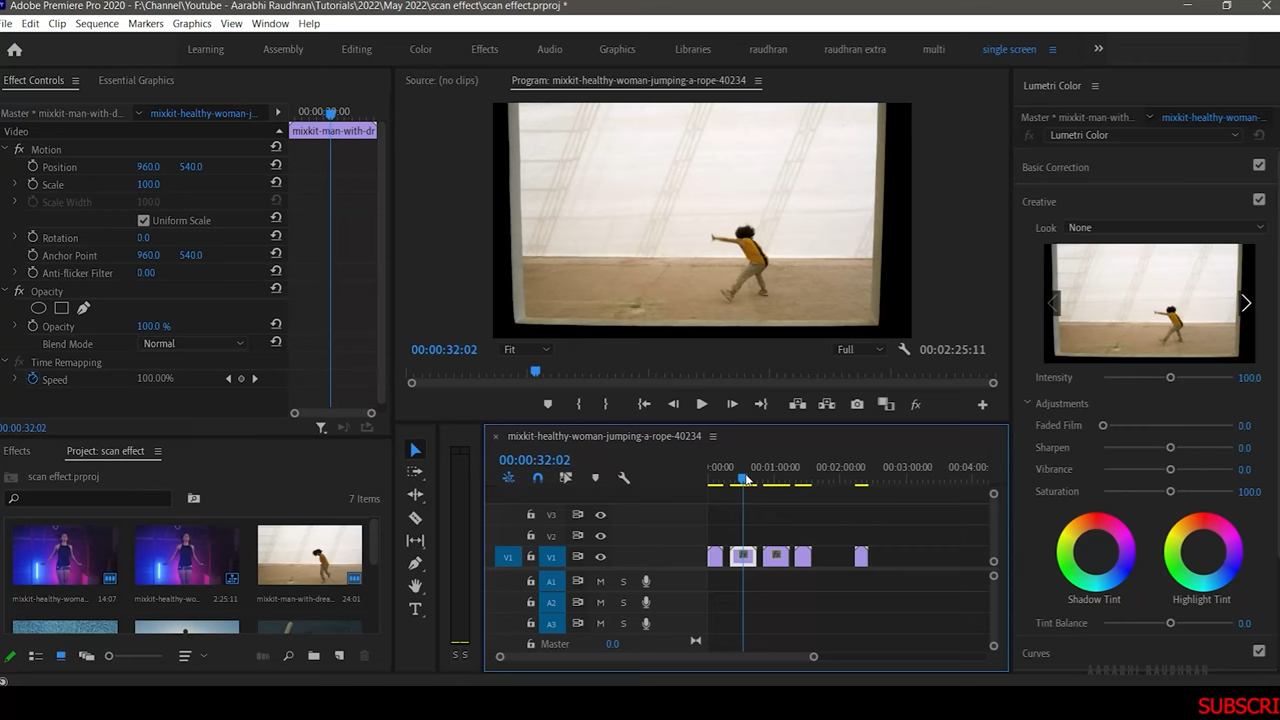 Adobe Premiere Pro 2020 - F:\Channel\Youtube - Aarabhi Raudhran\Tutorials\2022\May 2022\scan effect\scan effect.prproj *
File Edit Clip Sequence Markers Graphics View Window Help
Learning Assembly Editing Color Effects Audio Graphics Libraries raudhran raudhran extra multi single screen
Effect Controls Essential Graphics
Master * mixkit-man-with-d... mixkit-healthy-woman-j...
00:00:30:00
Video mixkit-man-with-dr
Motion
Position 960.0 540.0
Scale 100.0
Scale Width 100.0
Uniform Scale
Rotation 0.0
Anchor Point 960.0 540.0
Anti-flicker Filter 0.00
Opacity
Opacity 100.0 %
Blend Mode Normal
Time Remapping
Speed 100.00%
00:00:32:02
Source: (no clips) Program: mixkit-healthy-woman-jumping-a-rope-40234
00:00:32:02 Fit Full 00:02:25:11
Lumetri Color
Master * mixkit-man-with... mixkit-healthy-woman-...
fx Lumetri Color
Basic Correction
Creative
Look None
Intensity 100.0
Adjustments
Faded Film 0.0
Sharpen 0.0
Vibrance 0.0
Saturation 100.0
Shadow Tint Highlight Tint
Tint Balance 0.0
Curves
Effects Project: scan effect
scan effect.prproj
7 Items
mixkit-healthy-woma... 14:07 mixkit-healthy-wo... 2:25:11 mixkit-man-with-drea... 24:01
mixkit-healthy-woman-jumping-a-rope-40234
00:00:32:02
:00:00 00:01:00:00 00:02:00:00 00:03:00:00 00:04:00:
V3
V2
V1 V1
A1 M S
A2 M S
A3 M S
Master 0.0
S S
AARABHI RAUDHRAN
SUBSCRI